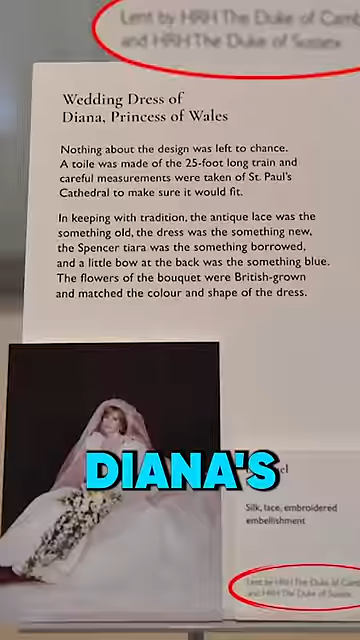 Lent by HRH The Duke of Camb
and HRH The Duke of Sussex
Wedding Dress of
Diana, Princess of Wales
Nothing about the design was left to chance.
A toile was made of the 25-foot long train and
careful measurements were taken of St. Paul's
Cathedral to make sure it would fit.
In keeping with tradition, the antique lace was the
something old, the dress was the something new,
the Spencer tiara was the something borrowed,
and a little bow at the back was the something blue.
The flowers of the bouquet were British-grown
and matched the colour and shape of the dress.
DIANA'S
Silk, lace, embroidered
embellishment
Lent by HRH The Duke of Camb
and HRH The Duke of Sussex